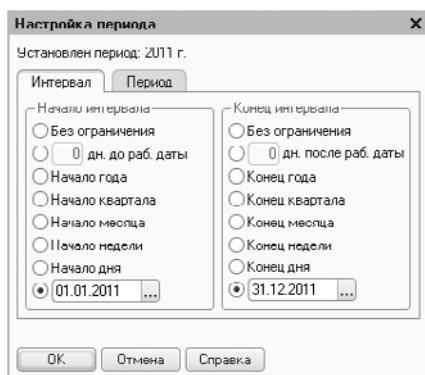 Настройка периода
Установлен период: 2011 г.
Интервал Период
Начало интервала
Без ограничения
0 дн. до раб. даты
Начало года
Начало квартала
Начало месяца
Начало недели
Начало дня
01.01.2011 ...
Конец интервала
Без ограничения
0 дн. после раб. даты
Конец года
Конец квартала
Конец месяца
Конец недели
Конец дня
31.12.2011 ...
OK Отмена Справка